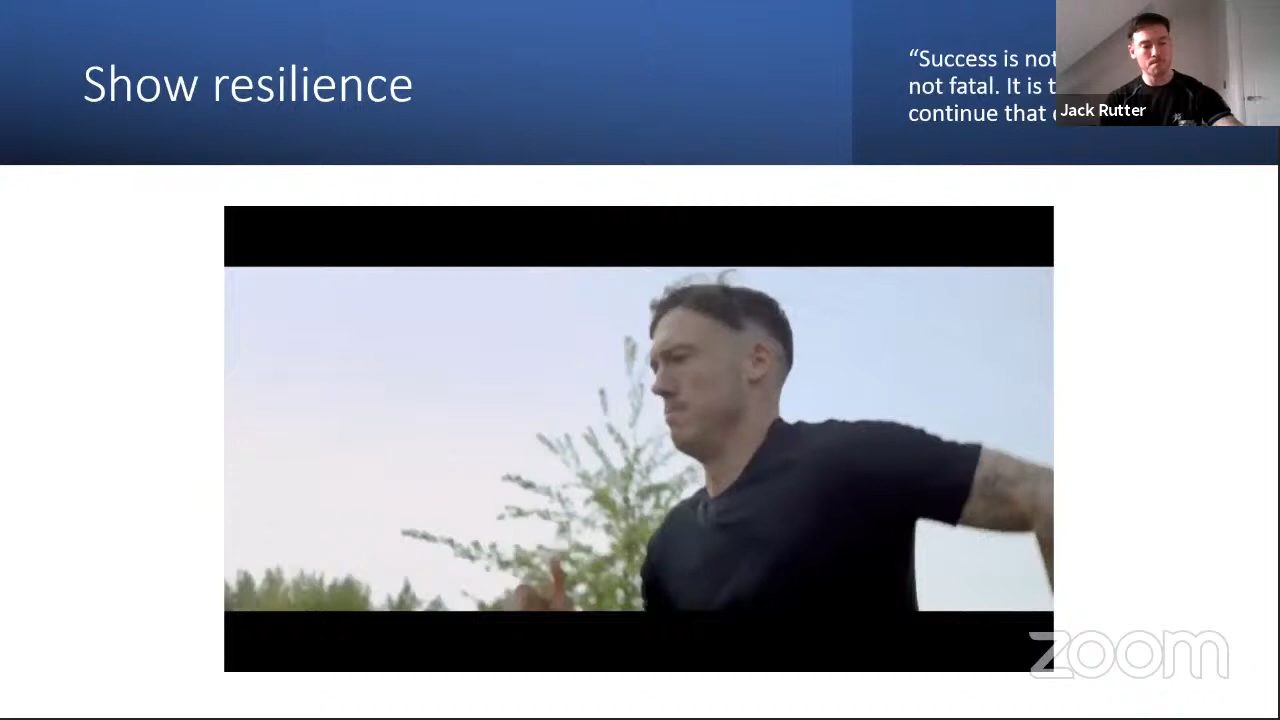 Show resilience
“Success is not
not fatal. It is t
continue that
Jack Rutter
zoom